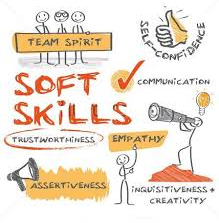 TEAM SPIRIT
SELF-CONFIDENCE
SOFT
SKILLS
COMMUNICATION
TRUSTWORTHINESS
EMPATHY
ASSERTIVENESS
INQUISITIVENESS +
CREATIVITY